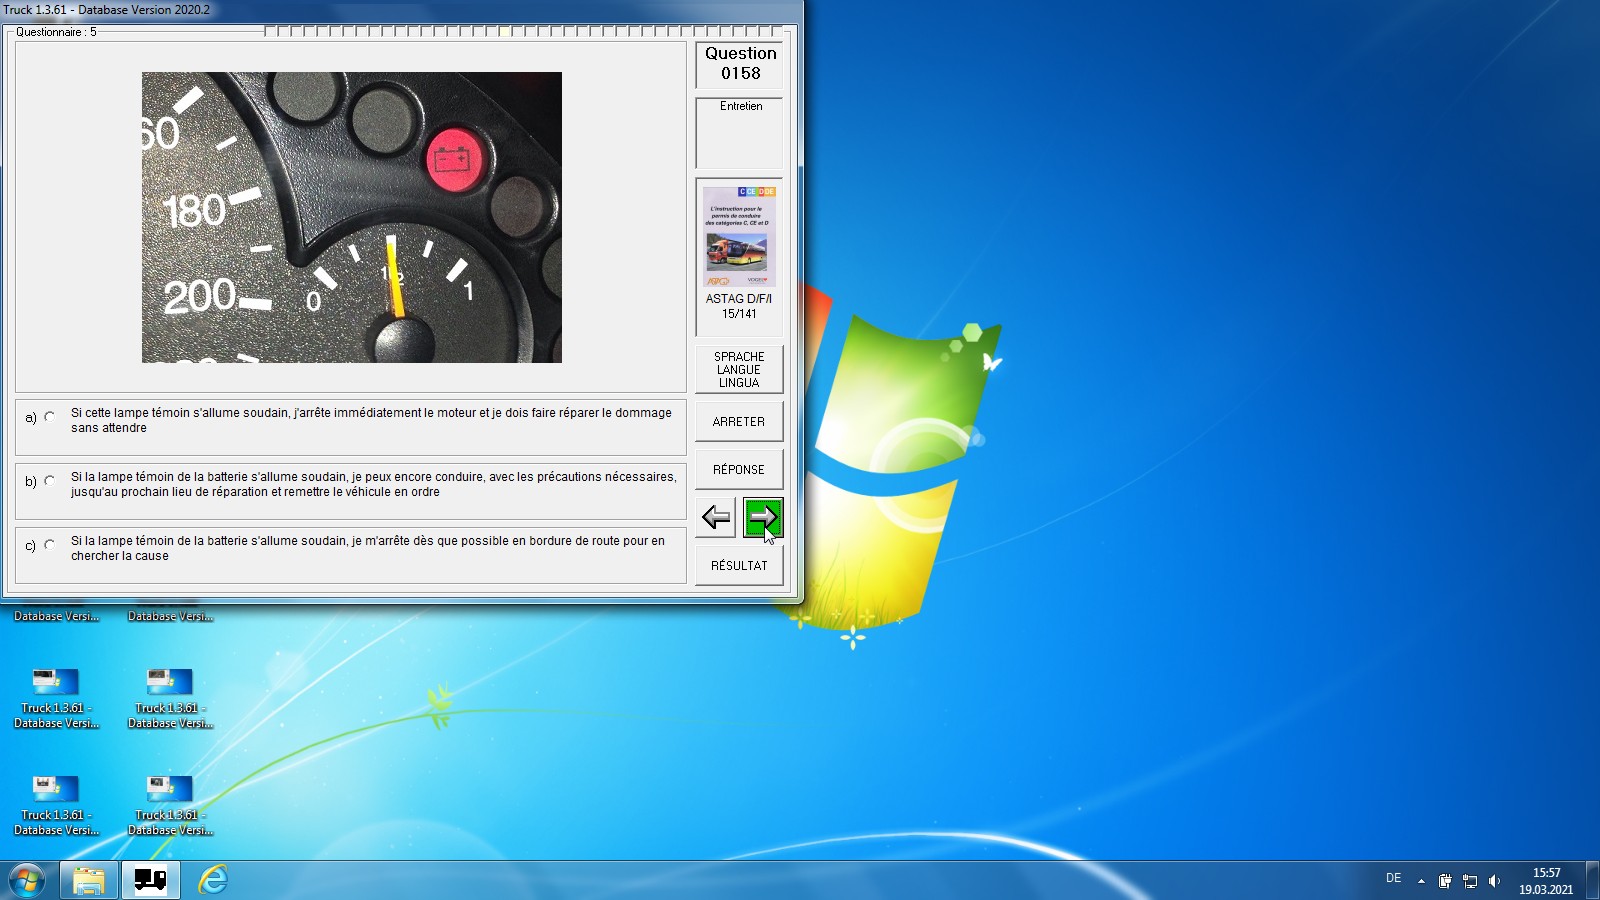 Truck 1.3.61 - Database Version 2020.2
Questionnaire : 5
60
180
200
0
1/2
1
Question
0158
Entretien
C CE D DE
L'instruction pour le
permis de conduire
des catégories C, CE et D
ASTAG D/F/I
15/141
SPRACHE
LANGUE
LINGUA
ARRETER
RÉPONSE
RÉSULTAT
a) Si cette lampe témoin s'allume soudain, j'arrête immédiatement le moteur et je dois faire réparer le dommage
sans attendre
b) Si la lampe témoin de la batterie s'allume soudain, je peux encore conduire, avec les précautions nécessaires,
jusqu'au prochain lieu de réparation et remettre le véhicule en ordre
c) Si la lampe témoin de la batterie s'allume soudain, je m'arrête dès que possible en bordure de route pour en
chercher la cause
Database Versi...
Database Versi...
Truck 1.3.61 -
Database Versi...
Truck 1.3.61 -
Database Versi...
Truck 1.3.61 -
Database Versi...
Truck 1.3.61 -
Database Versi...
DE
15:57
19.03.2021